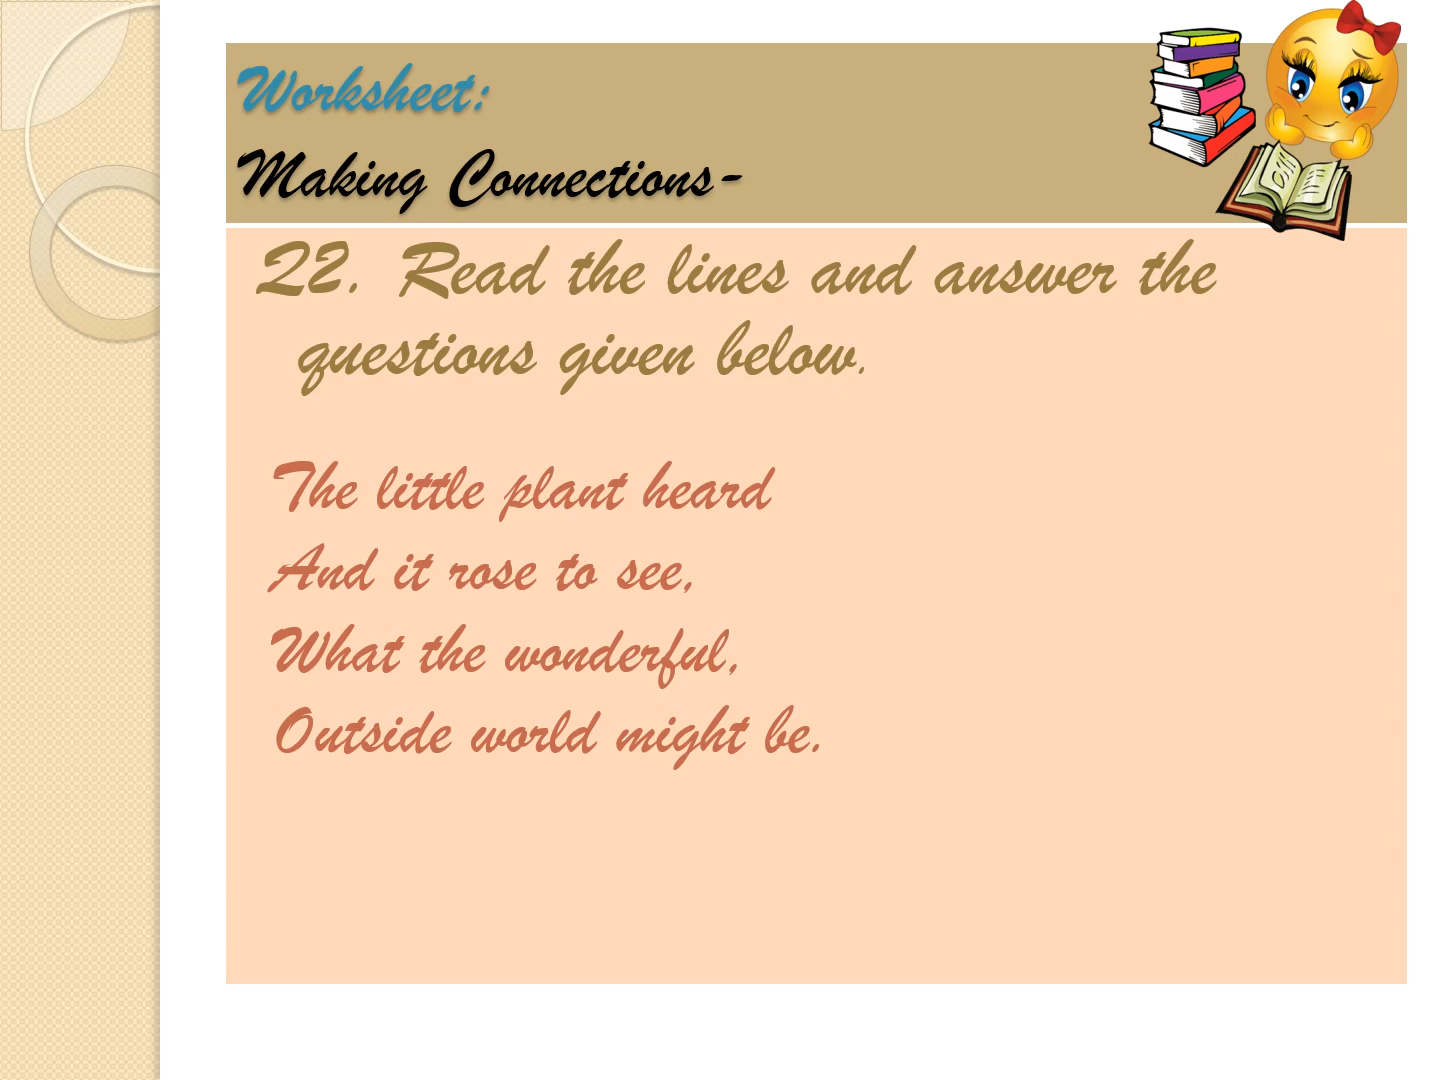 Worksheet:
Making Connections-
Q2. Read the lines and answer the
questions given below.
The little plant heard
And it rose to see,
What the wonderful,
Outside world might be.